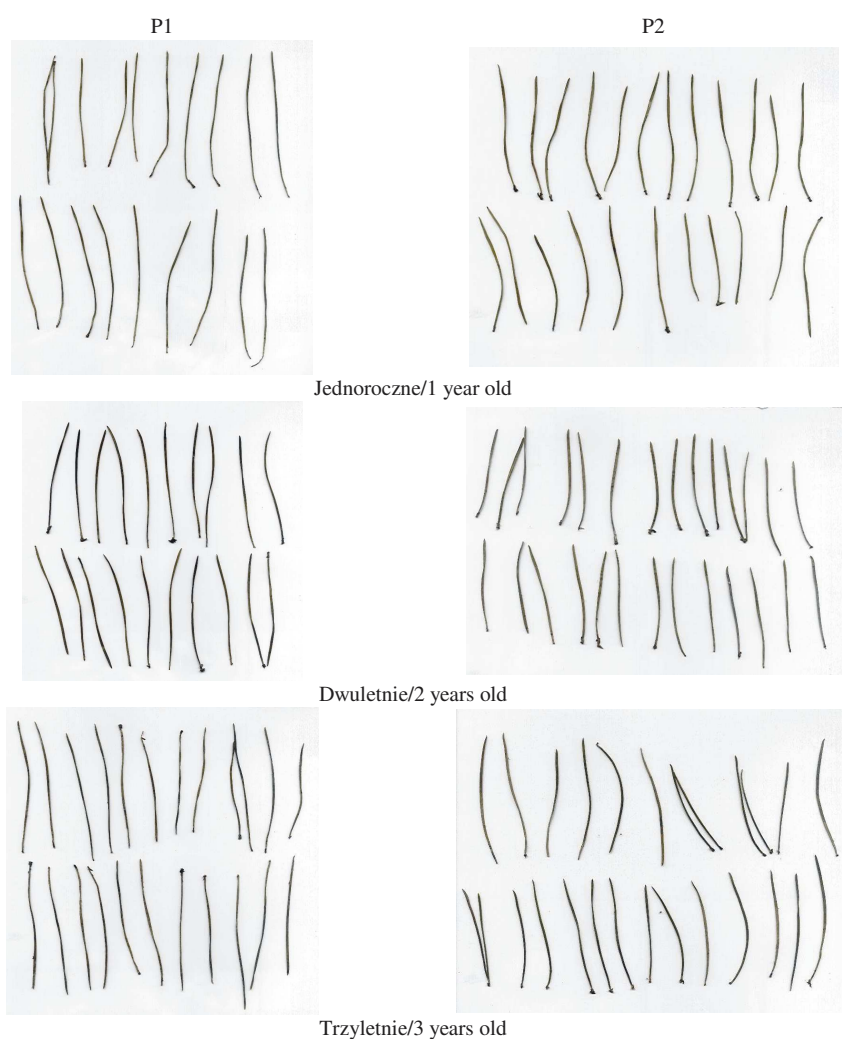 P1 P2
Jednoroczne/1 year old
Dwuletnie/2 years old
Trzyletnie/3 years old